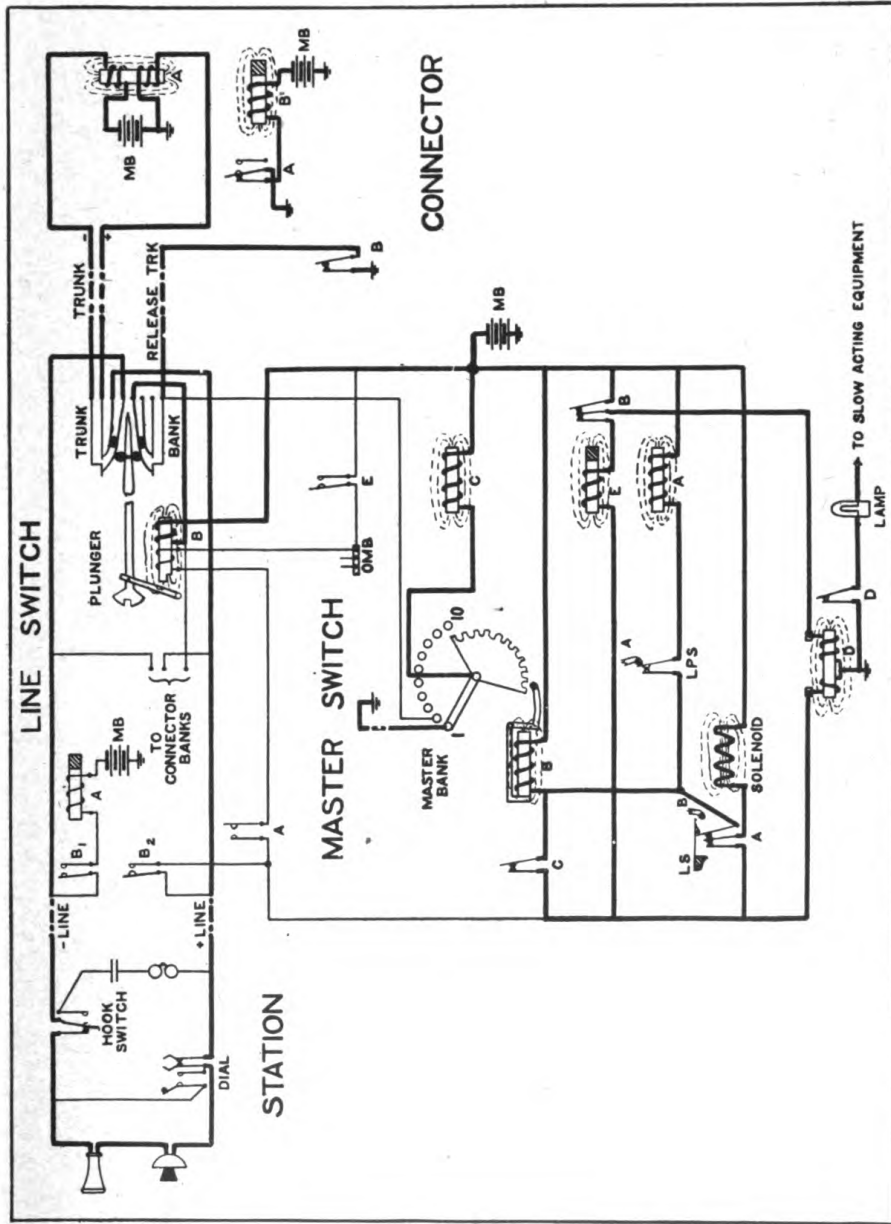 LINE SWITCH
STATION
HOOK
SWITCH
DIAL
- LINE
+ LINE
B1
B2
A
MB
TO
CONNECTOR
BANKS
A
PLUNGER
B
TRUNK
BANK
TRUNK
-
+
RELEASE TRK
MB
A
B'
MB
A
B
CONNECTOR
E
OMB
MASTER SWITCH
MASTER
BANK
1
10
C
MB
B
C
E
B
A
A
LPS
LS
B
A
SOLENOID
D
D
LAMP
TO SLOW ACTING EQUIPMENT